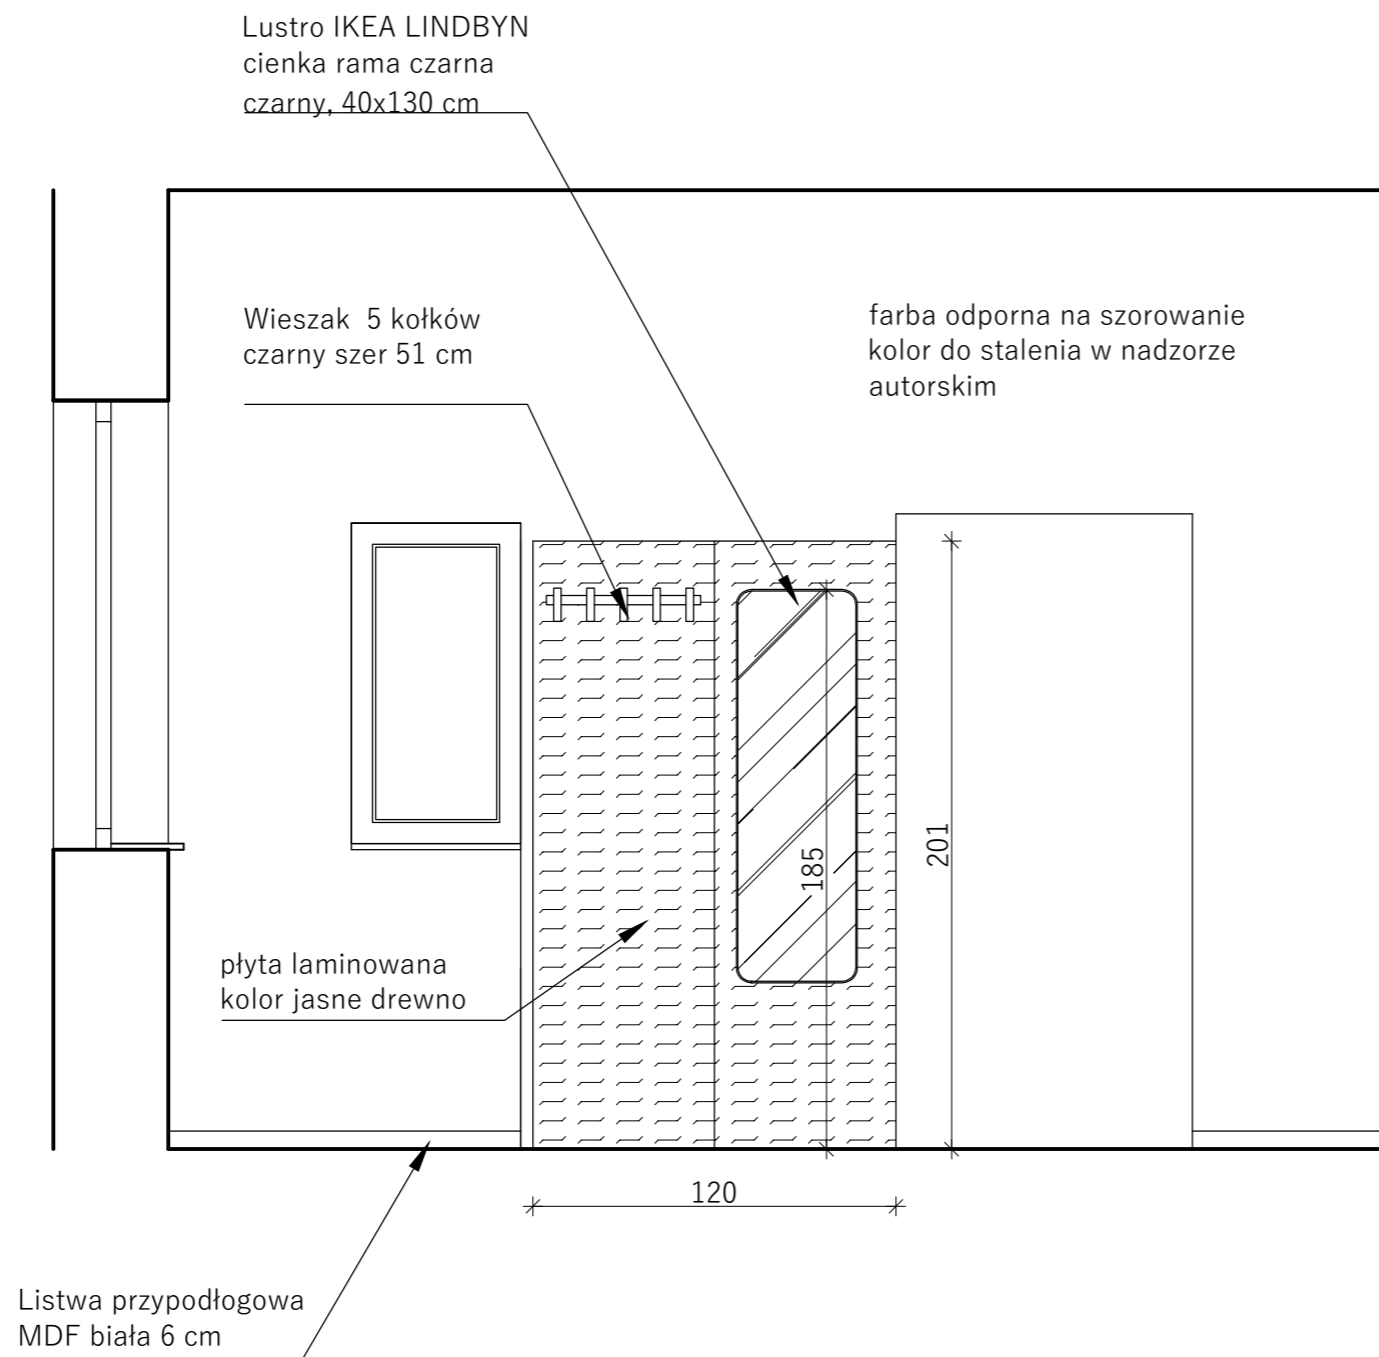 Lustro IKEA LINDBYN
cienka rama czarna
czarny, 40x130 cm
Wieszak  5 kołków
czarny szer 51 cm
farba odporna na szorowanie
kolor do stalenia w nadzorze
autorskim
185
201
płyta laminowana
kolor jasne drewno
120
Listwa przypodłogowa
MDF biała 6 cm